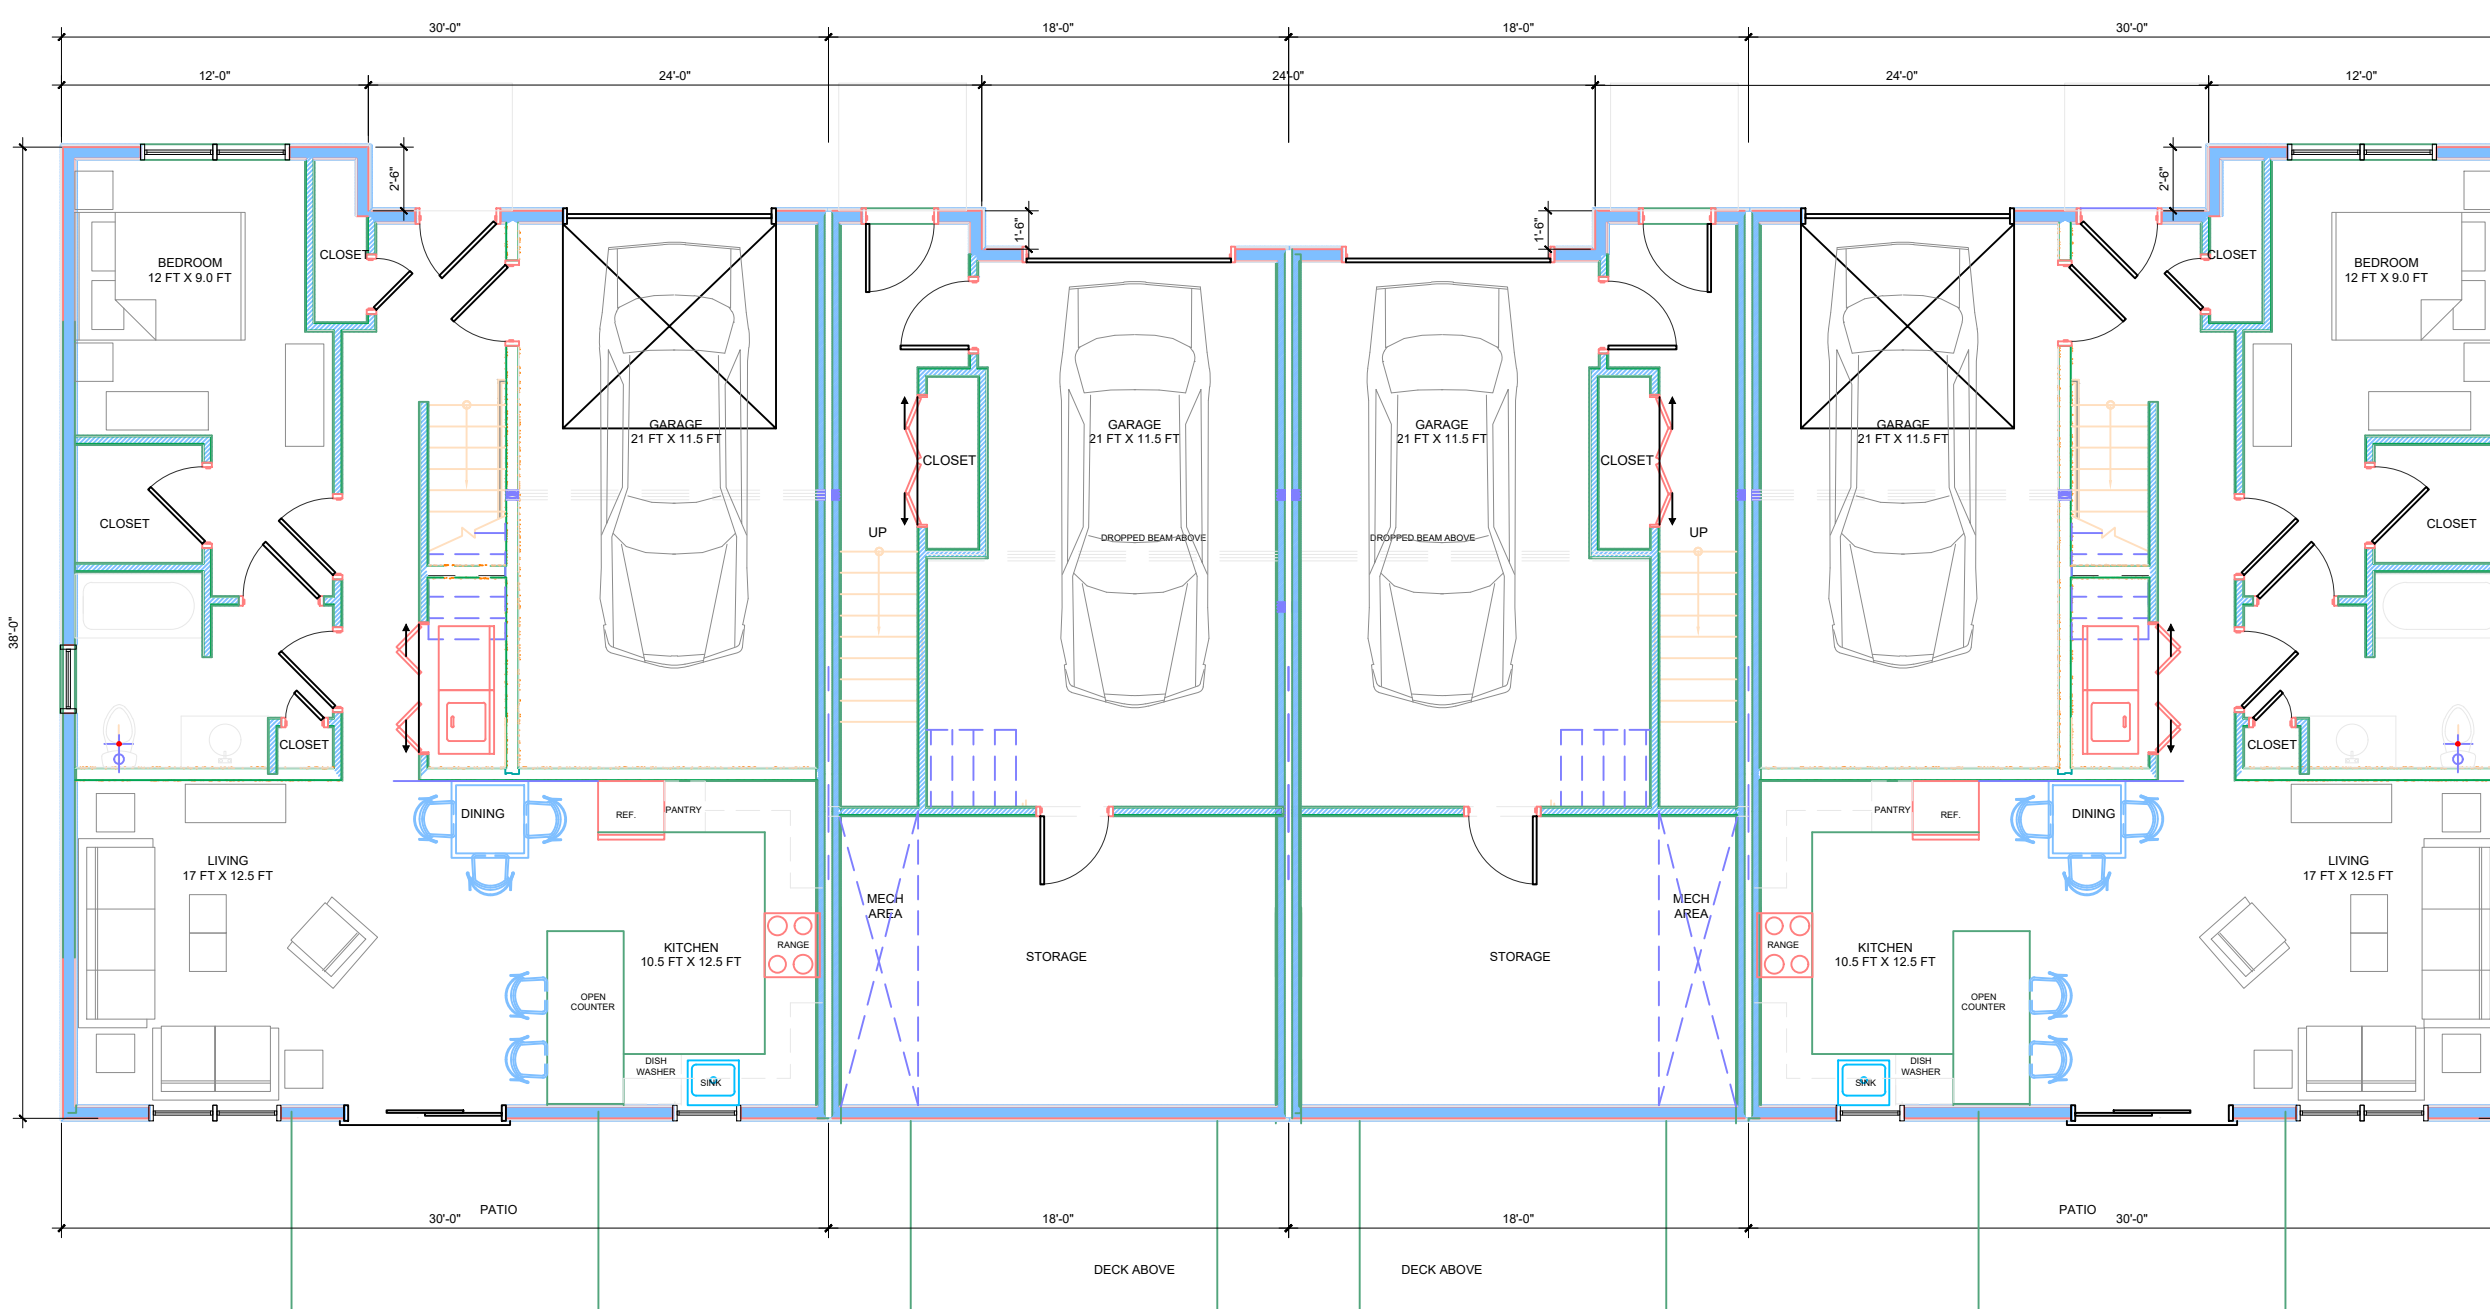 30'-0"
18'-0"
18'-0"
30'-0"
12'-0"
24'-0"
24'-0"
24'-0"
12'-0"
2'-6"
2'-6"
1'-6"
1'-6"
38'-0"
CLOSET
CLOSET
BEDROOM
12 FT X 9.0 FT
BEDROOM
12 FT X 9.0 FT
GARAGE
21 FT X 11.5 FT
GARAGE
21 FT X 11.5 FT
GARAGE
21 FT X 11.5 FT
GARAGE
21 FT X 11.5 FT
CLOSET
CLOSET
CLOSET
CLOSET
UP
UP
DROPPED BEAM ABOVE
DROPPED BEAM ABOVE
CLOSET
CLOSET
DINING
REF.
PANTRY
PANTRY
REF.
DINING
LIVING
17 FT X 12.5 FT
LIVING
17 FT X 12.5 FT
MECH
AREA
MECH
AREA
KITCHEN
10.5 FT X 12.5 FT
RANGE
STORAGE
STORAGE
RANGE
KITCHEN
10.5 FT X 12.5 FT
OPEN
COUNTER
OPEN
COUNTER
DISH
WASHER
SINK
SINK
DISH
WASHER
PATIO
PATIO
30'-0"
18'-0"
18'-0"
30'-0"
DECK ABOVE
DECK ABOVE